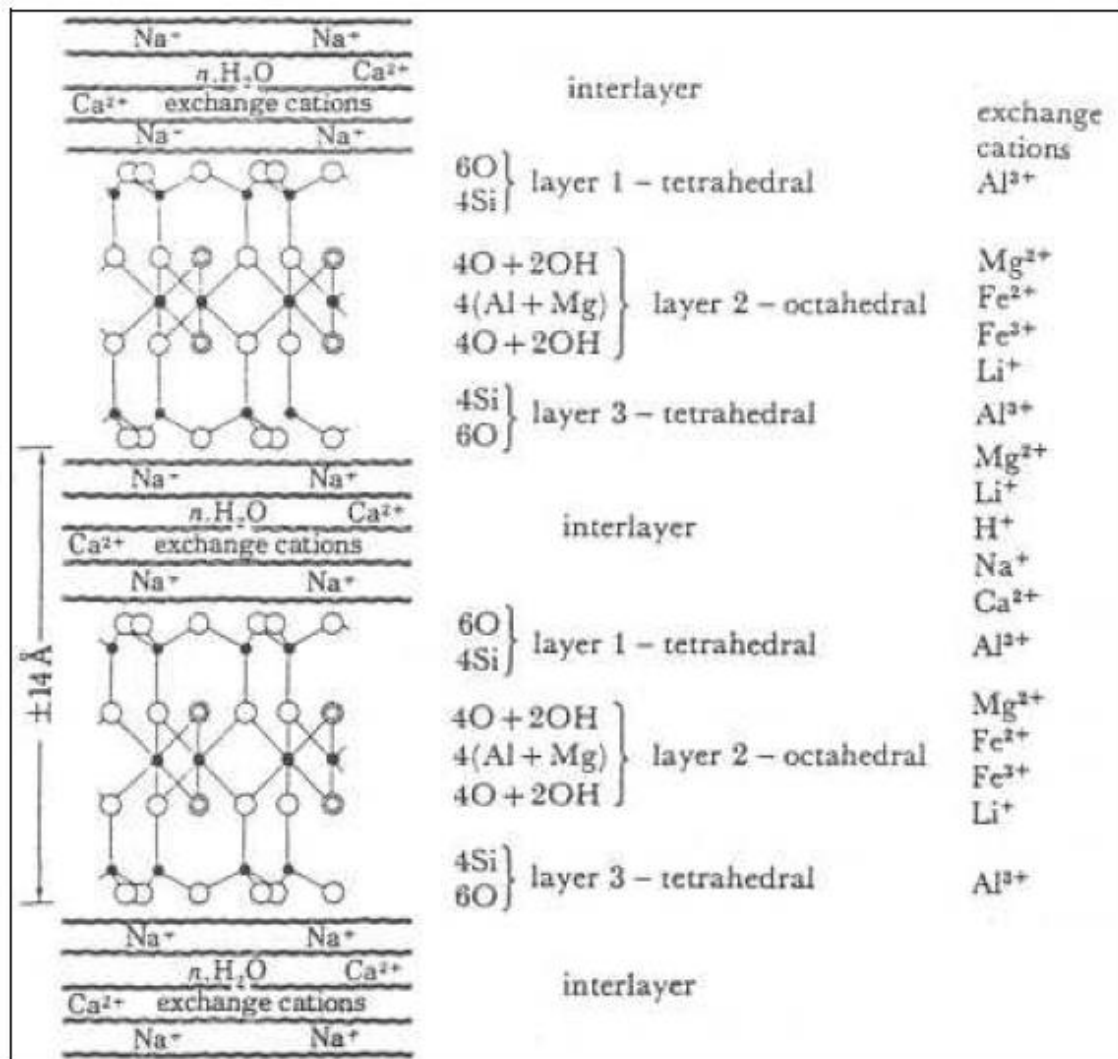 Na⁺ Na⁺
n.H₂O Ca²⁺
Ca²⁺ exchange cations
Na⁺ Na⁺
interlayer
exchange
cations
6O
4Si
layer 1 – tetrahedral
Al³⁺
4O + 2OH
4(Al + Mg)
4O + 2OH
layer 2 – octahedral
Mg²⁺
Fe²⁺
Fe³⁺
Li⁺
4Si
6O
layer 3 – tetrahedral
Al³⁺
±14Å
Na⁺ Na⁺
n.H₂O Ca²⁺
Ca²⁺ exchange cations
Na⁺ Na⁺
interlayer
Mg²⁺
Li⁺
H⁺
Na⁺
Ca²⁺
6O
4Si
layer 1 – tetrahedral
Al³⁺
4O + 2OH
4(Al + Mg)
4O + 2OH
layer 2 – octahedral
Mg²⁺
Fe²⁺
Fe³⁺
Li⁺
4Si
6O
layer 3 – tetrahedral
Al³⁺
Na⁺ Na⁺
n.H₂O Ca²⁺
Ca²⁺ exchange cations
Na⁺ Na⁺
interlayer